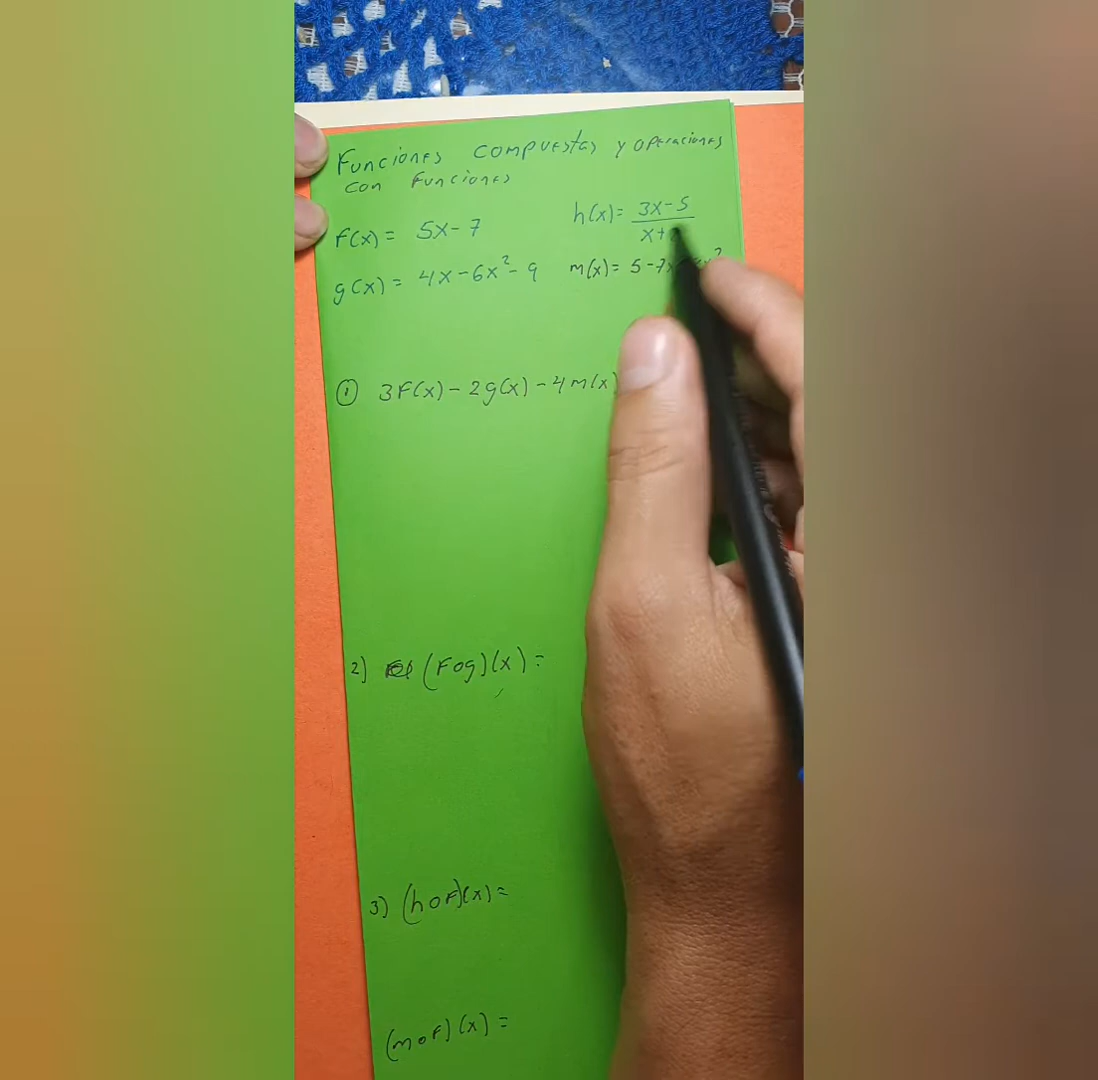 Funciones compuestas y operaciones
con funciones
f(x) = 5x - 7
h(x) = 3x - 5
x +
g(x) = 4x - 6x² - 9
m(x) = 5 - 7x
① 3f(x) - 2g(x) - 4m(x)
2) (fog)(x) =
3) (hof)(x) =
(mof)(x) =